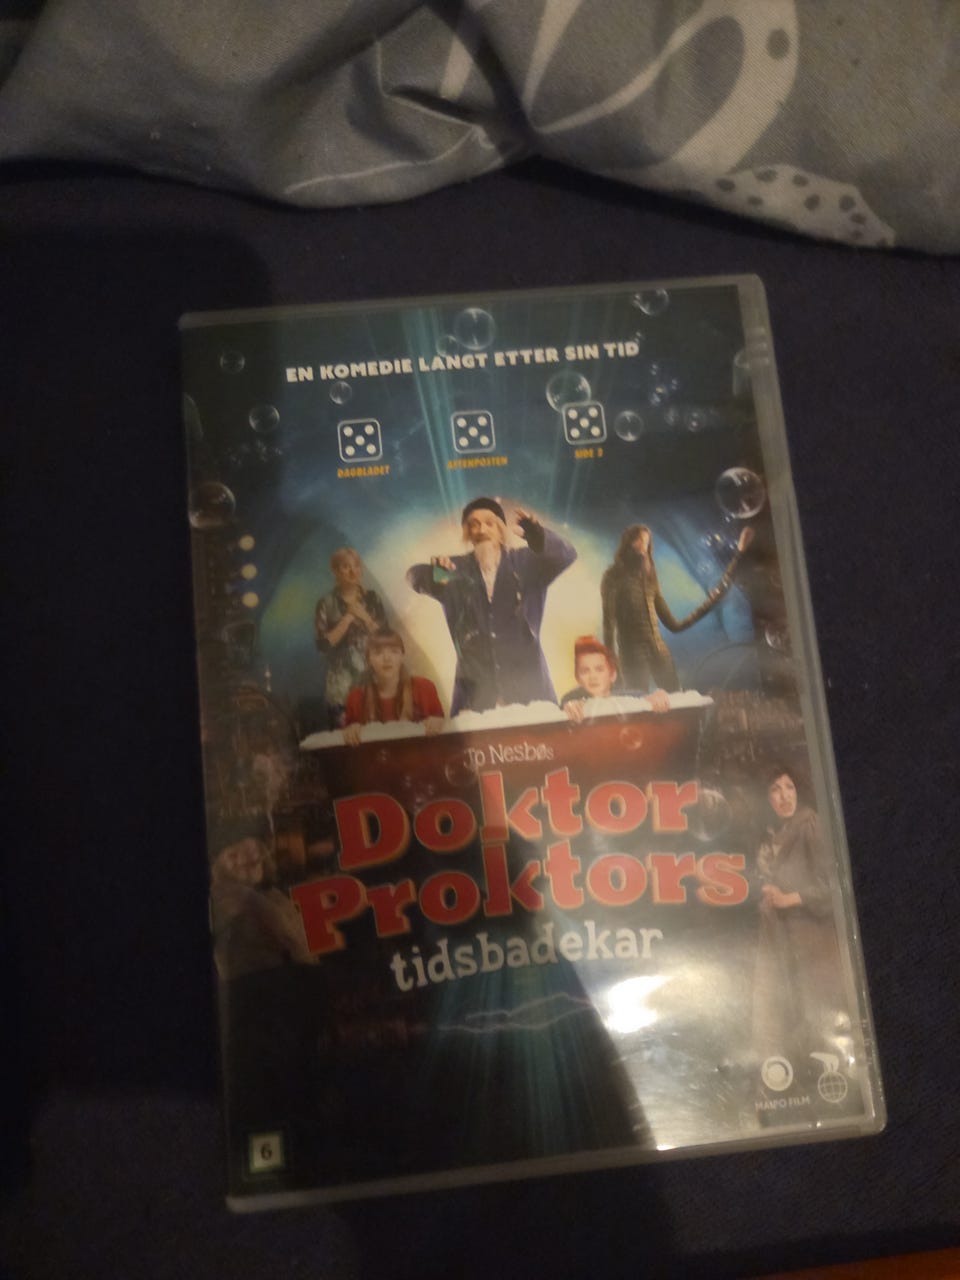 EN KOMEDIE LANGT ETTER SIN TID
DAGBLADET
AFTENPOSTEN
SIDE 2
Jo Nesbøs
Doktor
Proktors
tidsbadekar
MAIPO FILM
6